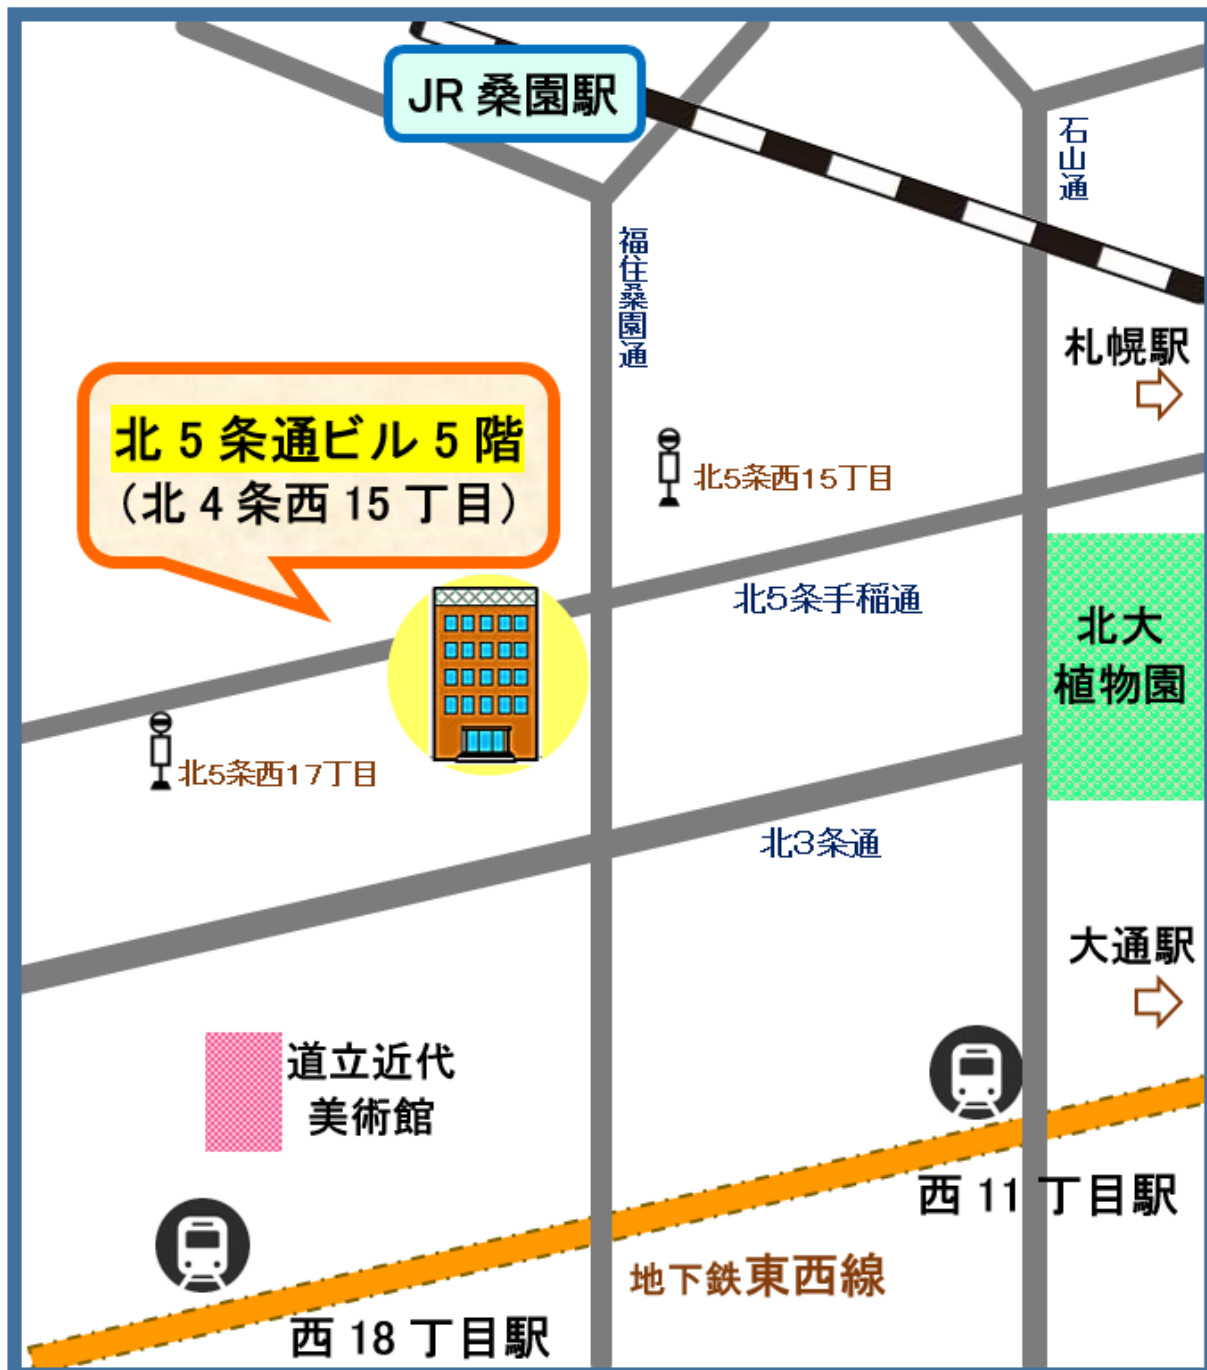 JR 桑園駅
石山通
福住桑園通
札幌駅
北 5 条通ビル 5 階
（北 4 条西 15 丁目）
北5条西15丁目
北5条手稲通
北大
植物園
北5条西17丁目
北3条通
大通駅
道立近代
美術館
西 11 丁目駅
地下鉄東西線
西 18 丁目駅